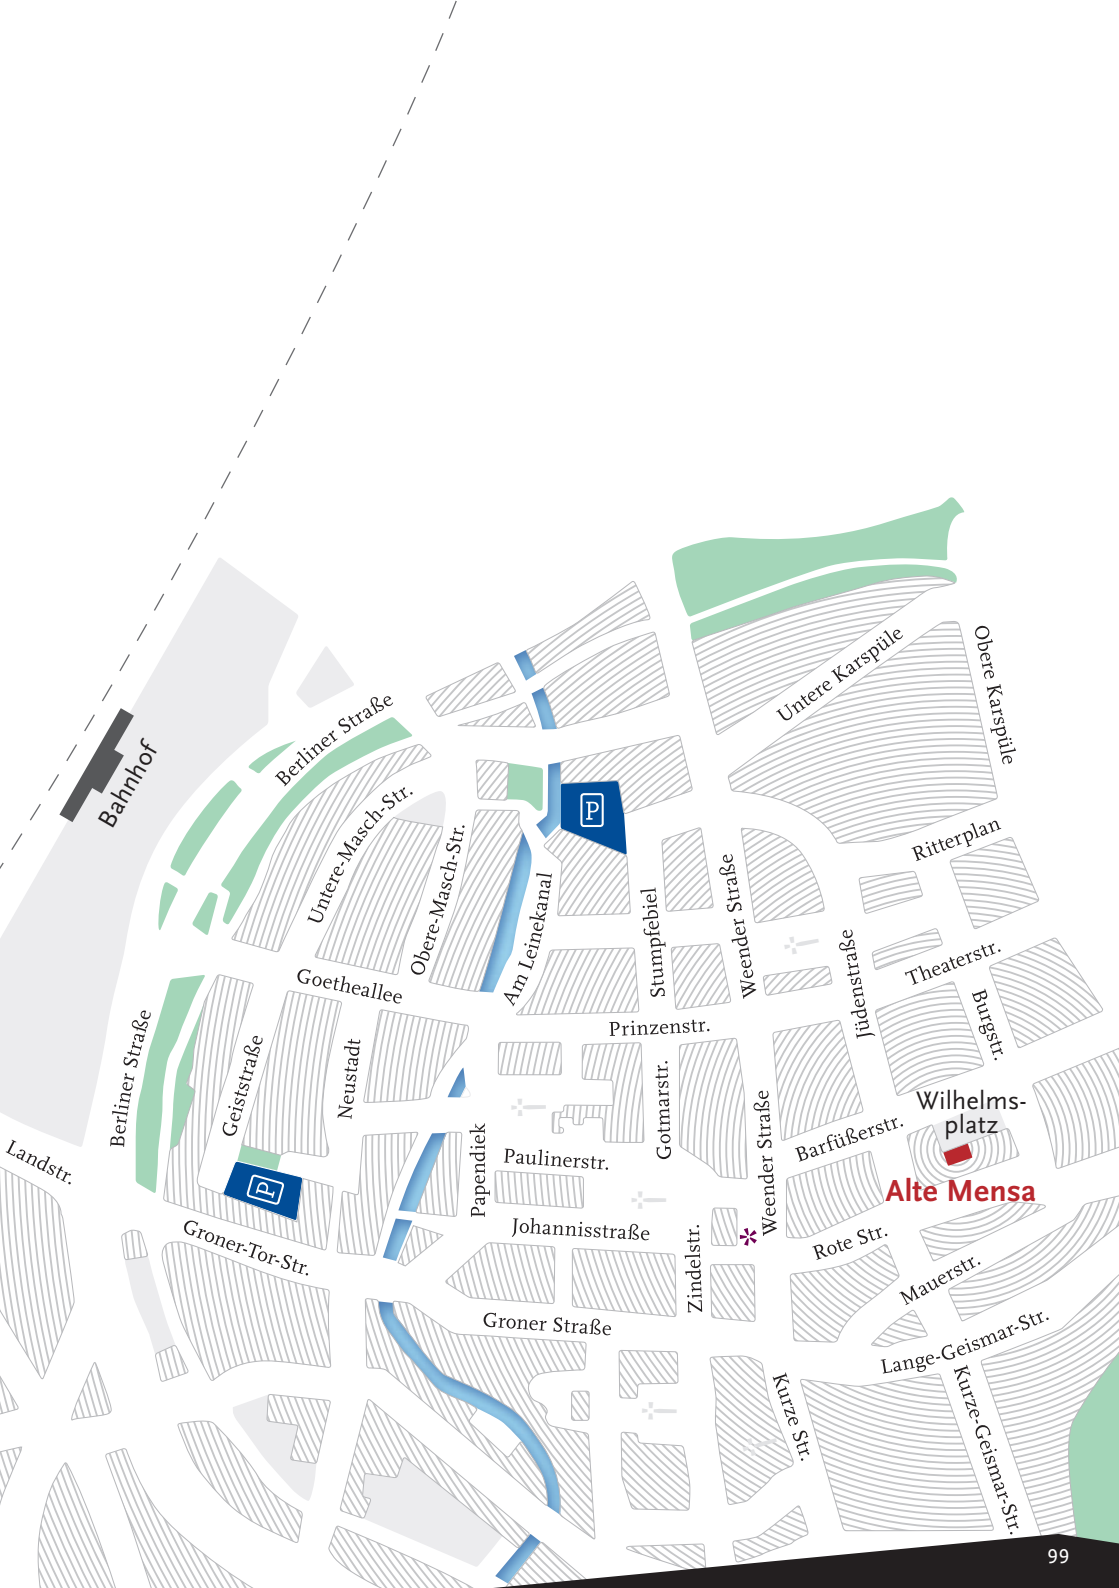 Berliner Straße
Bahnhof
Untere Karspüle
Obere Karspüle
Untere-Masch-Str.
Obere-Masch-Str.
P
Ritterplan
Am Leinekanal
Stumpfebiel
Weender Straße
Jüdenstraße
Theaterstr.
Goetheallee
Prinzenstr.
Burgstr.
Berliner Straße
Geiststraße
Neustadt
Gotmarstr.
Weender Straße
Wilhelms-
platz
Barfüßerstr.
Landstr.
Papendiek
Paulinerstr.
P
Alte Mensa
Johannisstraße
Groner-Tor-Str.
Zindelstr.
*
Rote Str.
Mauerstr.
Groner Straße
Lange-Geismar-Str.
Kurze Str.
Kurze-Geismar-Str.
99